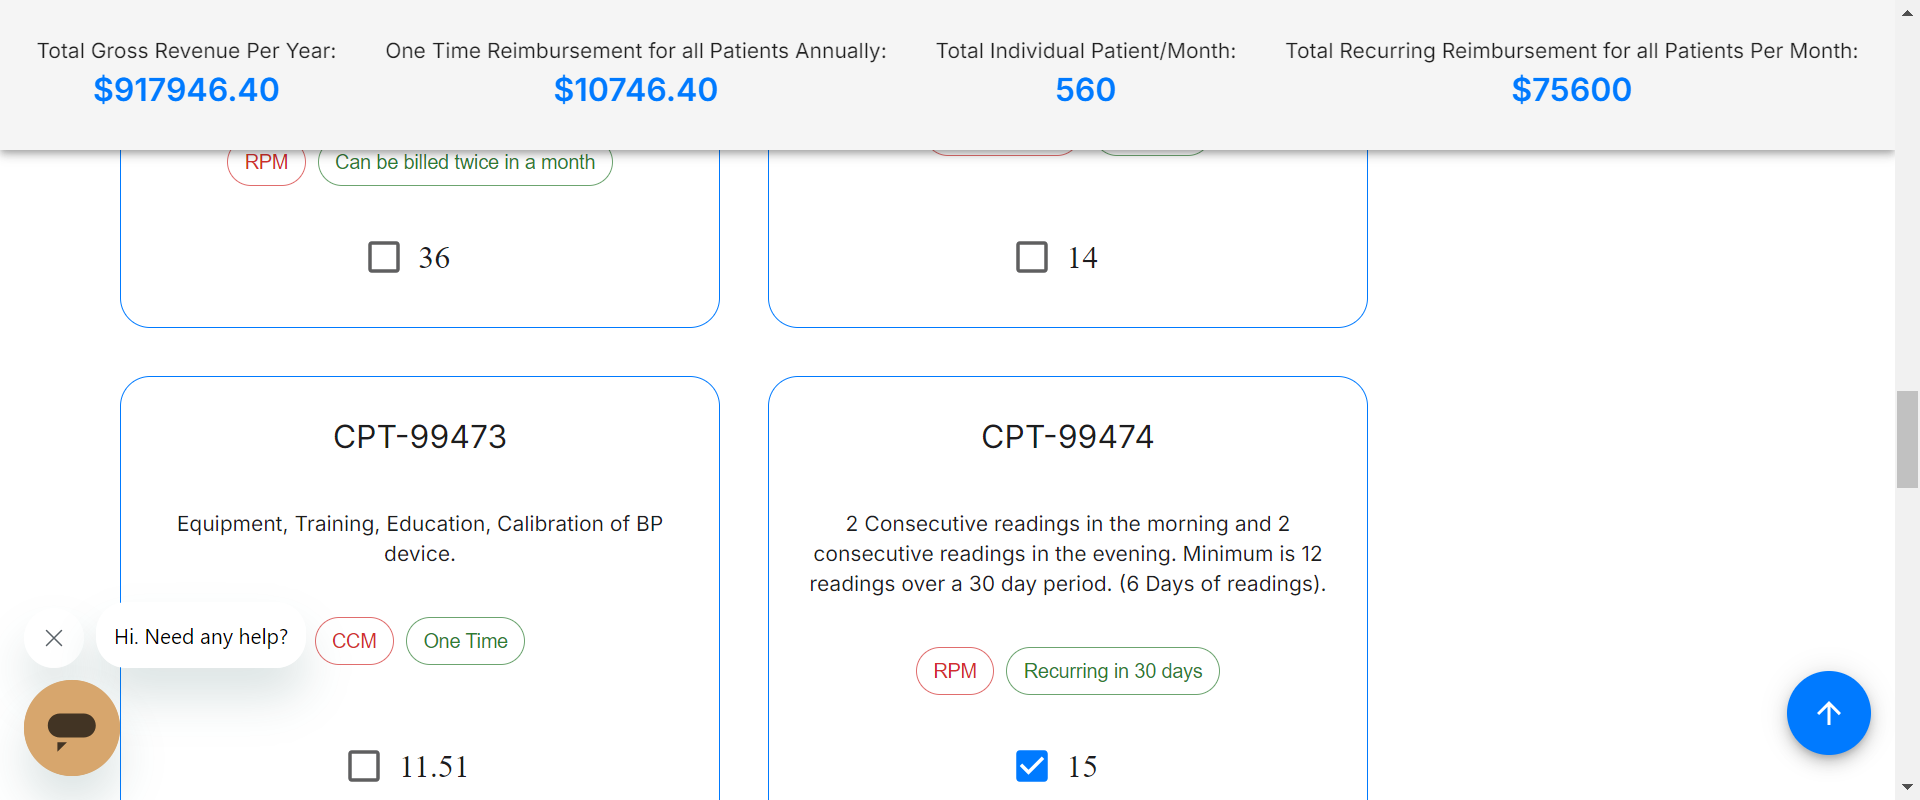 Total Gross Revenue Per Year:
$917946.40
One Time Reimbursement for all Patients Annually:
$10746.40
Total Individual Patient/Month:
560
Total Recurring Reimbursement for all Patients Per Month:
$75600
RPM
Can be billed twice in a month
36
14
CPT-99473
Equipment, Training, Education, Calibration of BP
device.
CCM
One Time
11.51
CPT-99474
2 Consecutive readings in the morning and 2
consecutive readings in the evening. Minimum is 12
readings over a 30 day period. (6 Days of readings).
RPM
Recurring in 30 days
15
Hi. Need any help?